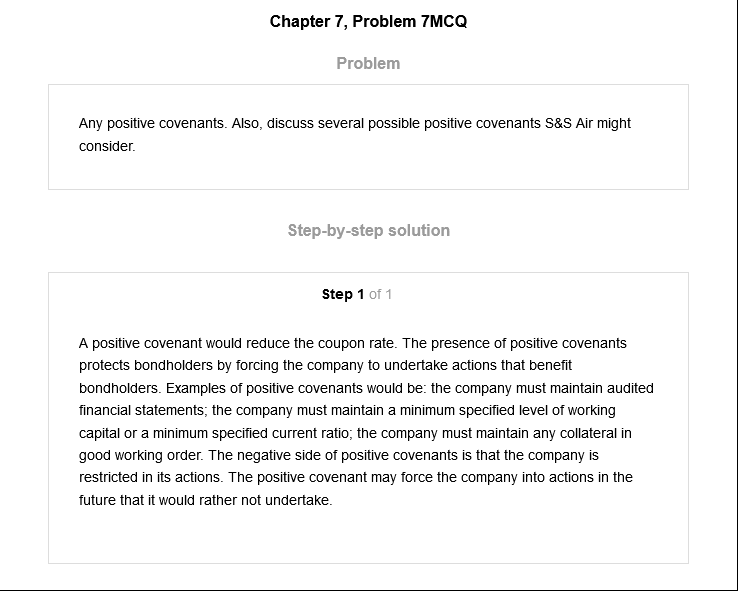 Chapter 7, Problem 7MCQ
Problem
Any positive covenants. Also, discuss several possible positive covenants S&S Air might
consider.
Step-by-step solution
Step 1 of 1
A positive covenant would reduce the coupon rate. The presence of positive covenants
protects bondholders by forcing the company to undertake actions that benefit
bondholders. Examples of positive covenants would be: the company must maintain audited
financial statements; the company must maintain a minimum specified level of working
capital or a minimum specified current ratio; the company must maintain any collateral in
good working order. The negative side of positive covenants is that the company is
restricted in its actions. The positive covenant may force the company into actions in the
future that it would rather not undertake.